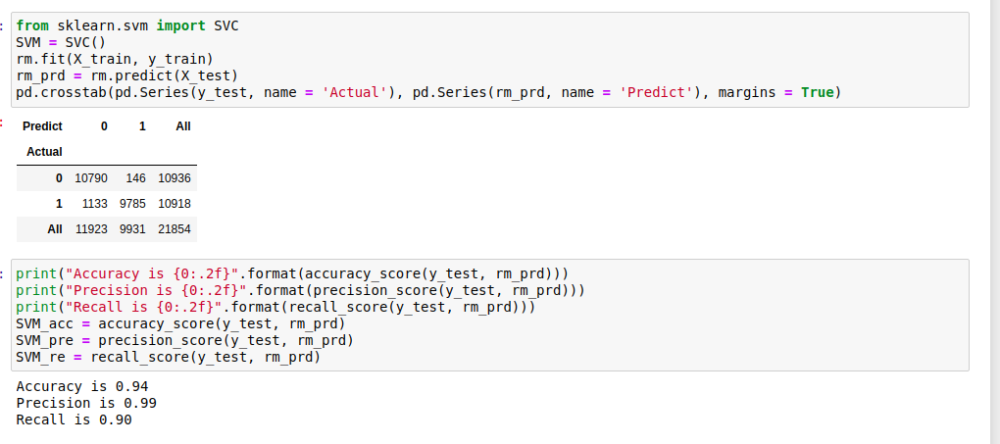 from sklearn.svm import SVC
SVM = SVC()
rm.fit(X_train, y_train)
rm_prd = rm.predict(X_test)
pd.crosstab(pd.Series(y_test, name = 'Actual'), pd.Series(rm_prd, name = 'Predict'), margins = True)
Predict 0 1 All
Actual
0 10790 146 10936
1 1133 9785 10918
All 11923 9931 21854
print("Accuracy is {0:.2f}".format(accuracy_score(y_test, rm_prd)))
print("Precision is {0:.2f}".format(precision_score(y_test, rm_prd)))
print("Recall is {0:.2f}".format(recall_score(y_test, rm_prd)))
SVM_acc = accuracy_score(y_test, rm_prd)
SVM_pre = precision_score(y_test, rm_prd)
SVM_re = recall_score(y_test, rm_prd)
Accuracy is 0.94
Precision is 0.99
Recall is 0.90